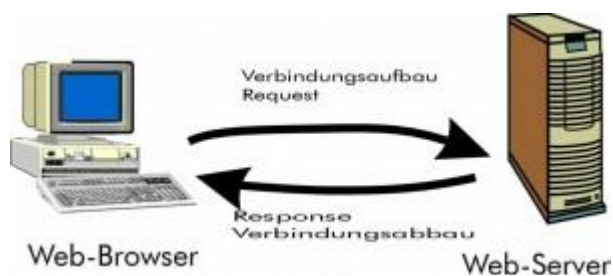 Verbindungsaufbau
Request
Response
Verbindungsabbau
Web-Browser
Web-Server